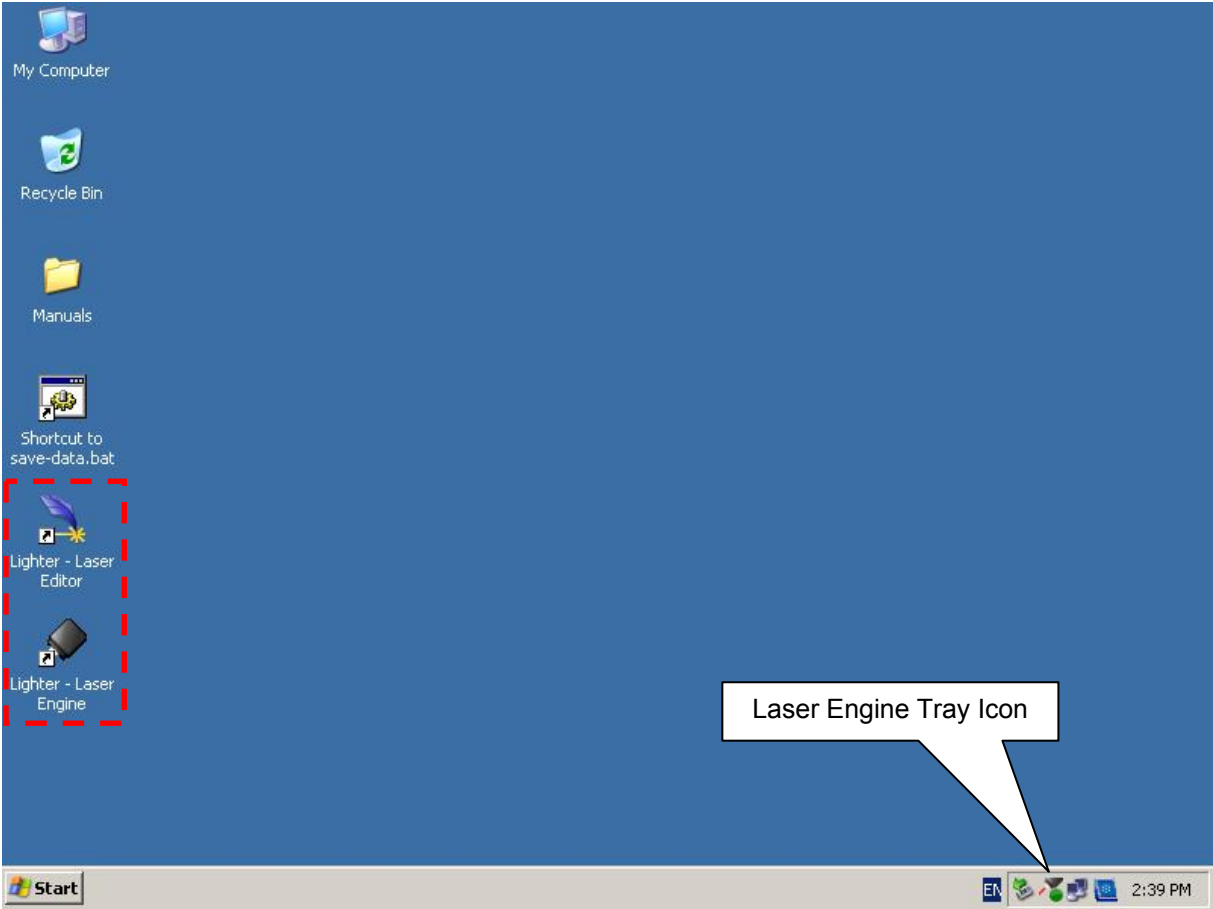 My Computer
Recycle Bin
Manuals
Shortcut to
save-data.bat
Lighter - Laser
Editor
Lighter - Laser
Engine
Laser Engine Tray Icon
Start
EN
2:39 PM